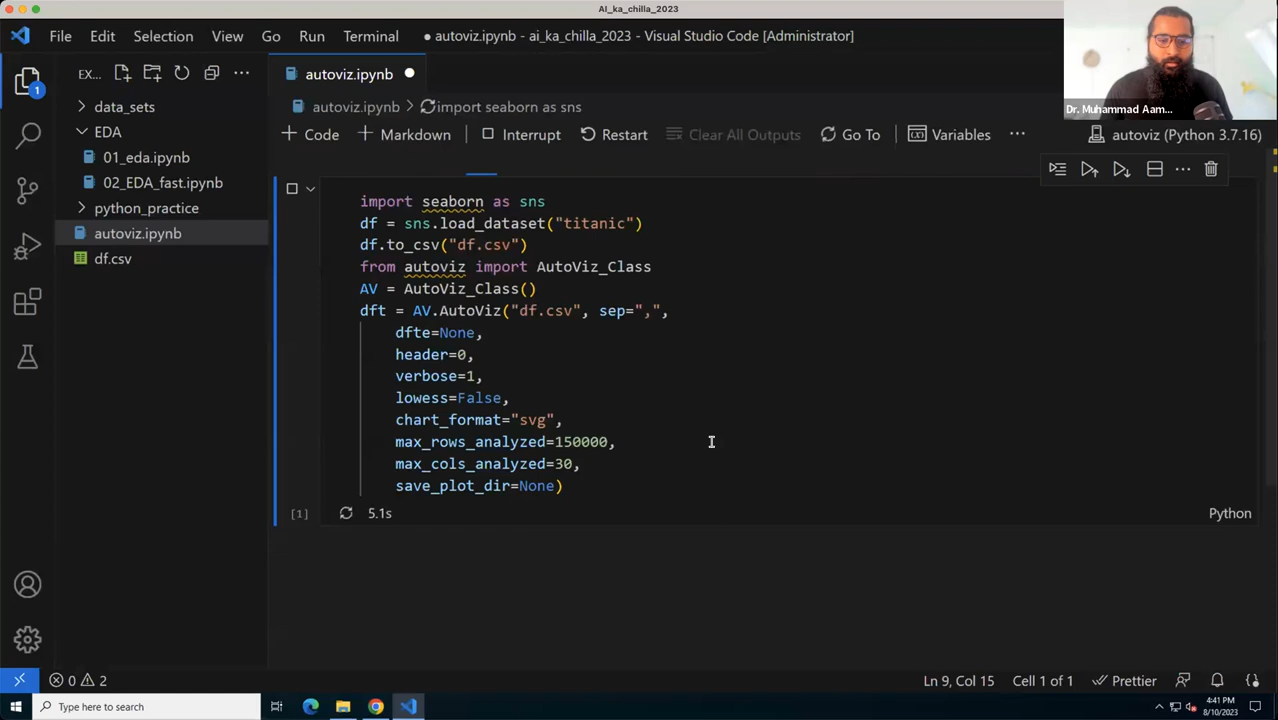 AI_ka_chilla_2023
File Edit Selection View Go Run Terminal ● autoviz.ipynb - ai_ka_chilla_2023 - Visual Studio Code [Administrator]
EX... autoviz.ipynb
1
data_sets
autoviz.ipynb > import seaborn as sns
Dr. Muhammad Aam...
EDA
+ Code + Markdown Interrupt Restart Clear All Outputs Go To Variables ... autoviz (Python 3.7.16)
01_eda.ipynb
02_EDA_fast.ipynb
python_practice
autoviz.ipynb
df.csv
import seaborn as sns
df = sns.load_dataset("titanic")
df.to_csv("df.csv")
from autoviz import AutoViz_Class
AV = AutoViz_Class()
dft = AV.AutoViz("df.csv", sep=",",
dfte=None,
header=0,
verbose=1,
lowess=False,
chart_format="svg",
max_rows_analyzed=150000,
max_cols_analyzed=30,
save_plot_dir=None)
[1] 5.1s Python
0 2 Ln 9, Col 15 Cell 1 of 1 Prettier
Type here to search 4:41 PM
8/10/2023